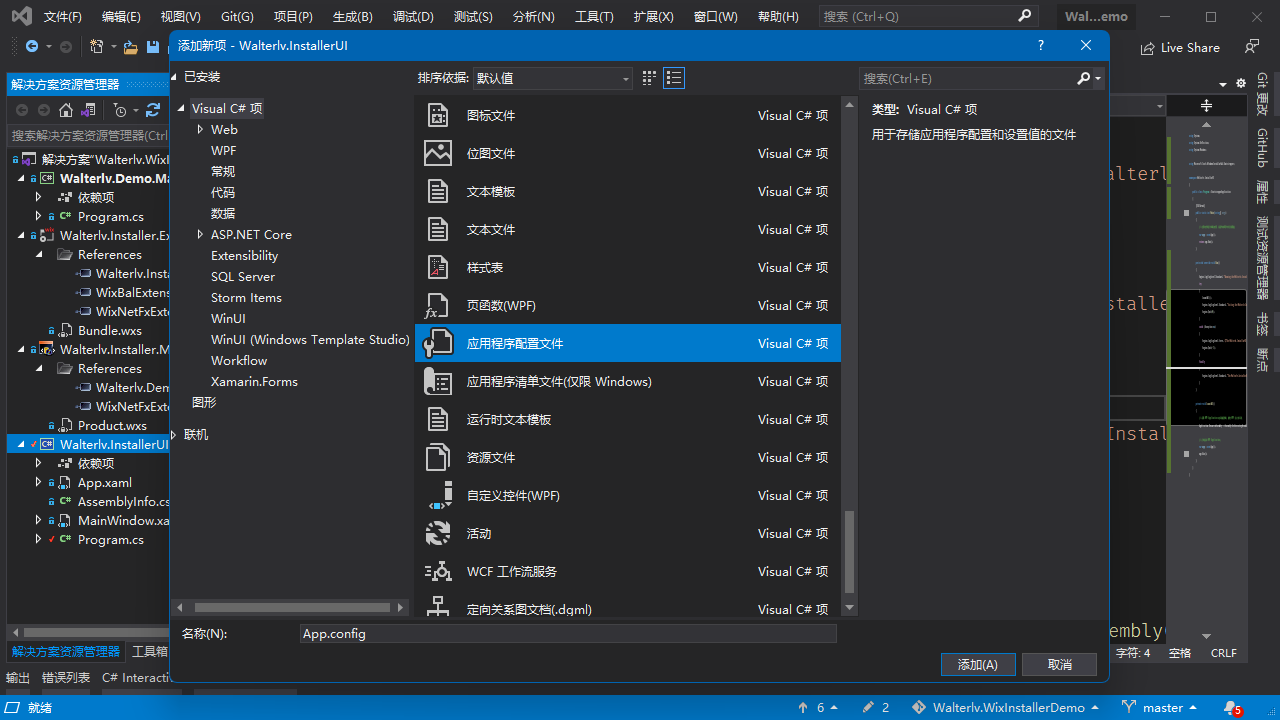 文件(F) 编辑(E) 视图(V) Git(G) 项目(P) 生成(B) 调试(D) 测试(S) 分析(N) 工具(T) 扩展(X) 窗口(W) 帮助(H) 搜索 (Ctrl+Q) Wal...emo
Live Share
添加新项 - Walterlv.InstallerUI ?
解决方案资源管理器
搜索解决方案资源管理器(Ctrl
解决方案"Walterlv.WixI
Walterlv.Demo.Ma
依赖项
C# Program.cs
Walterlv.Installer.Ex
References
Walterlv.Insta
WixBalExtens
WixNetFxExte
Bundle.wxs
Walterlv.Installer.M
References
Walterlv.Dem
WixNetFxExte
Product.wxs
C# Walterlv.InstallerUI
依赖项
App.xaml
C# AssemblyInfo.cs
MainWindow.xa
C# Program.cs
解决方案资源管理器 工具箱
输出 错误列表 C# Interactiv
已安装
Visual C# 项
Web
WPF
常规
代码
数据
ASP.NET Core
Extensibility
SQL Server
Storm Items
WinUI
WinUI (Windows Template Studio)
Workflow
Xamarin.Forms
图形
联机
排序依据: 默认值
搜索(Ctrl+E)
图标文件 Visual C# 项
位图文件 Visual C# 项
文本模板 Visual C# 项
文本文件 Visual C# 项
样式表 Visual C# 项
页函数(WPF) Visual C# 项
应用程序配置文件 Visual C# 项
应用程序清单文件(仅限 Windows) Visual C# 项
运行时文本模板 Visual C# 项
资源文件 Visual C# 项
自定义控件(WPF) Visual C# 项
活动 Visual C# 项
WCF 工作流服务 Visual C# 项
定向关系图文档(.dgml) Visual C# 项
类型: Visual C# 项
用于存储应用程序配置和设置值的文件
名称(N): App.config
添加(A) 取消
alterl
nstalle
Instal
embly(
字符: 4 空格 CRLF
Git 更改
GitHub
属性
测试资源管理器
书签
断点
就绪 6 2 Walterlv.WixInstallerDemo master 5